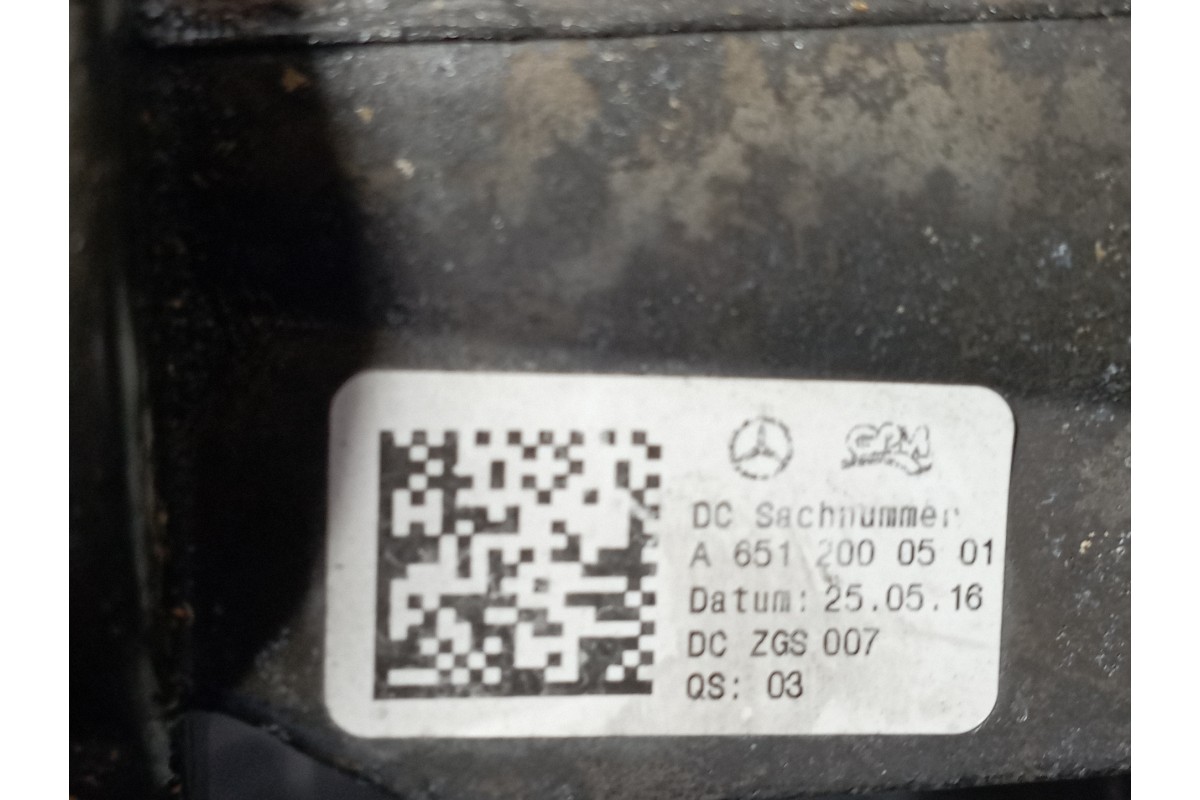 DC Sachnummer
A 651 200 05 01
Datum: 25.05.16
DC ZGS 007
QS: 03